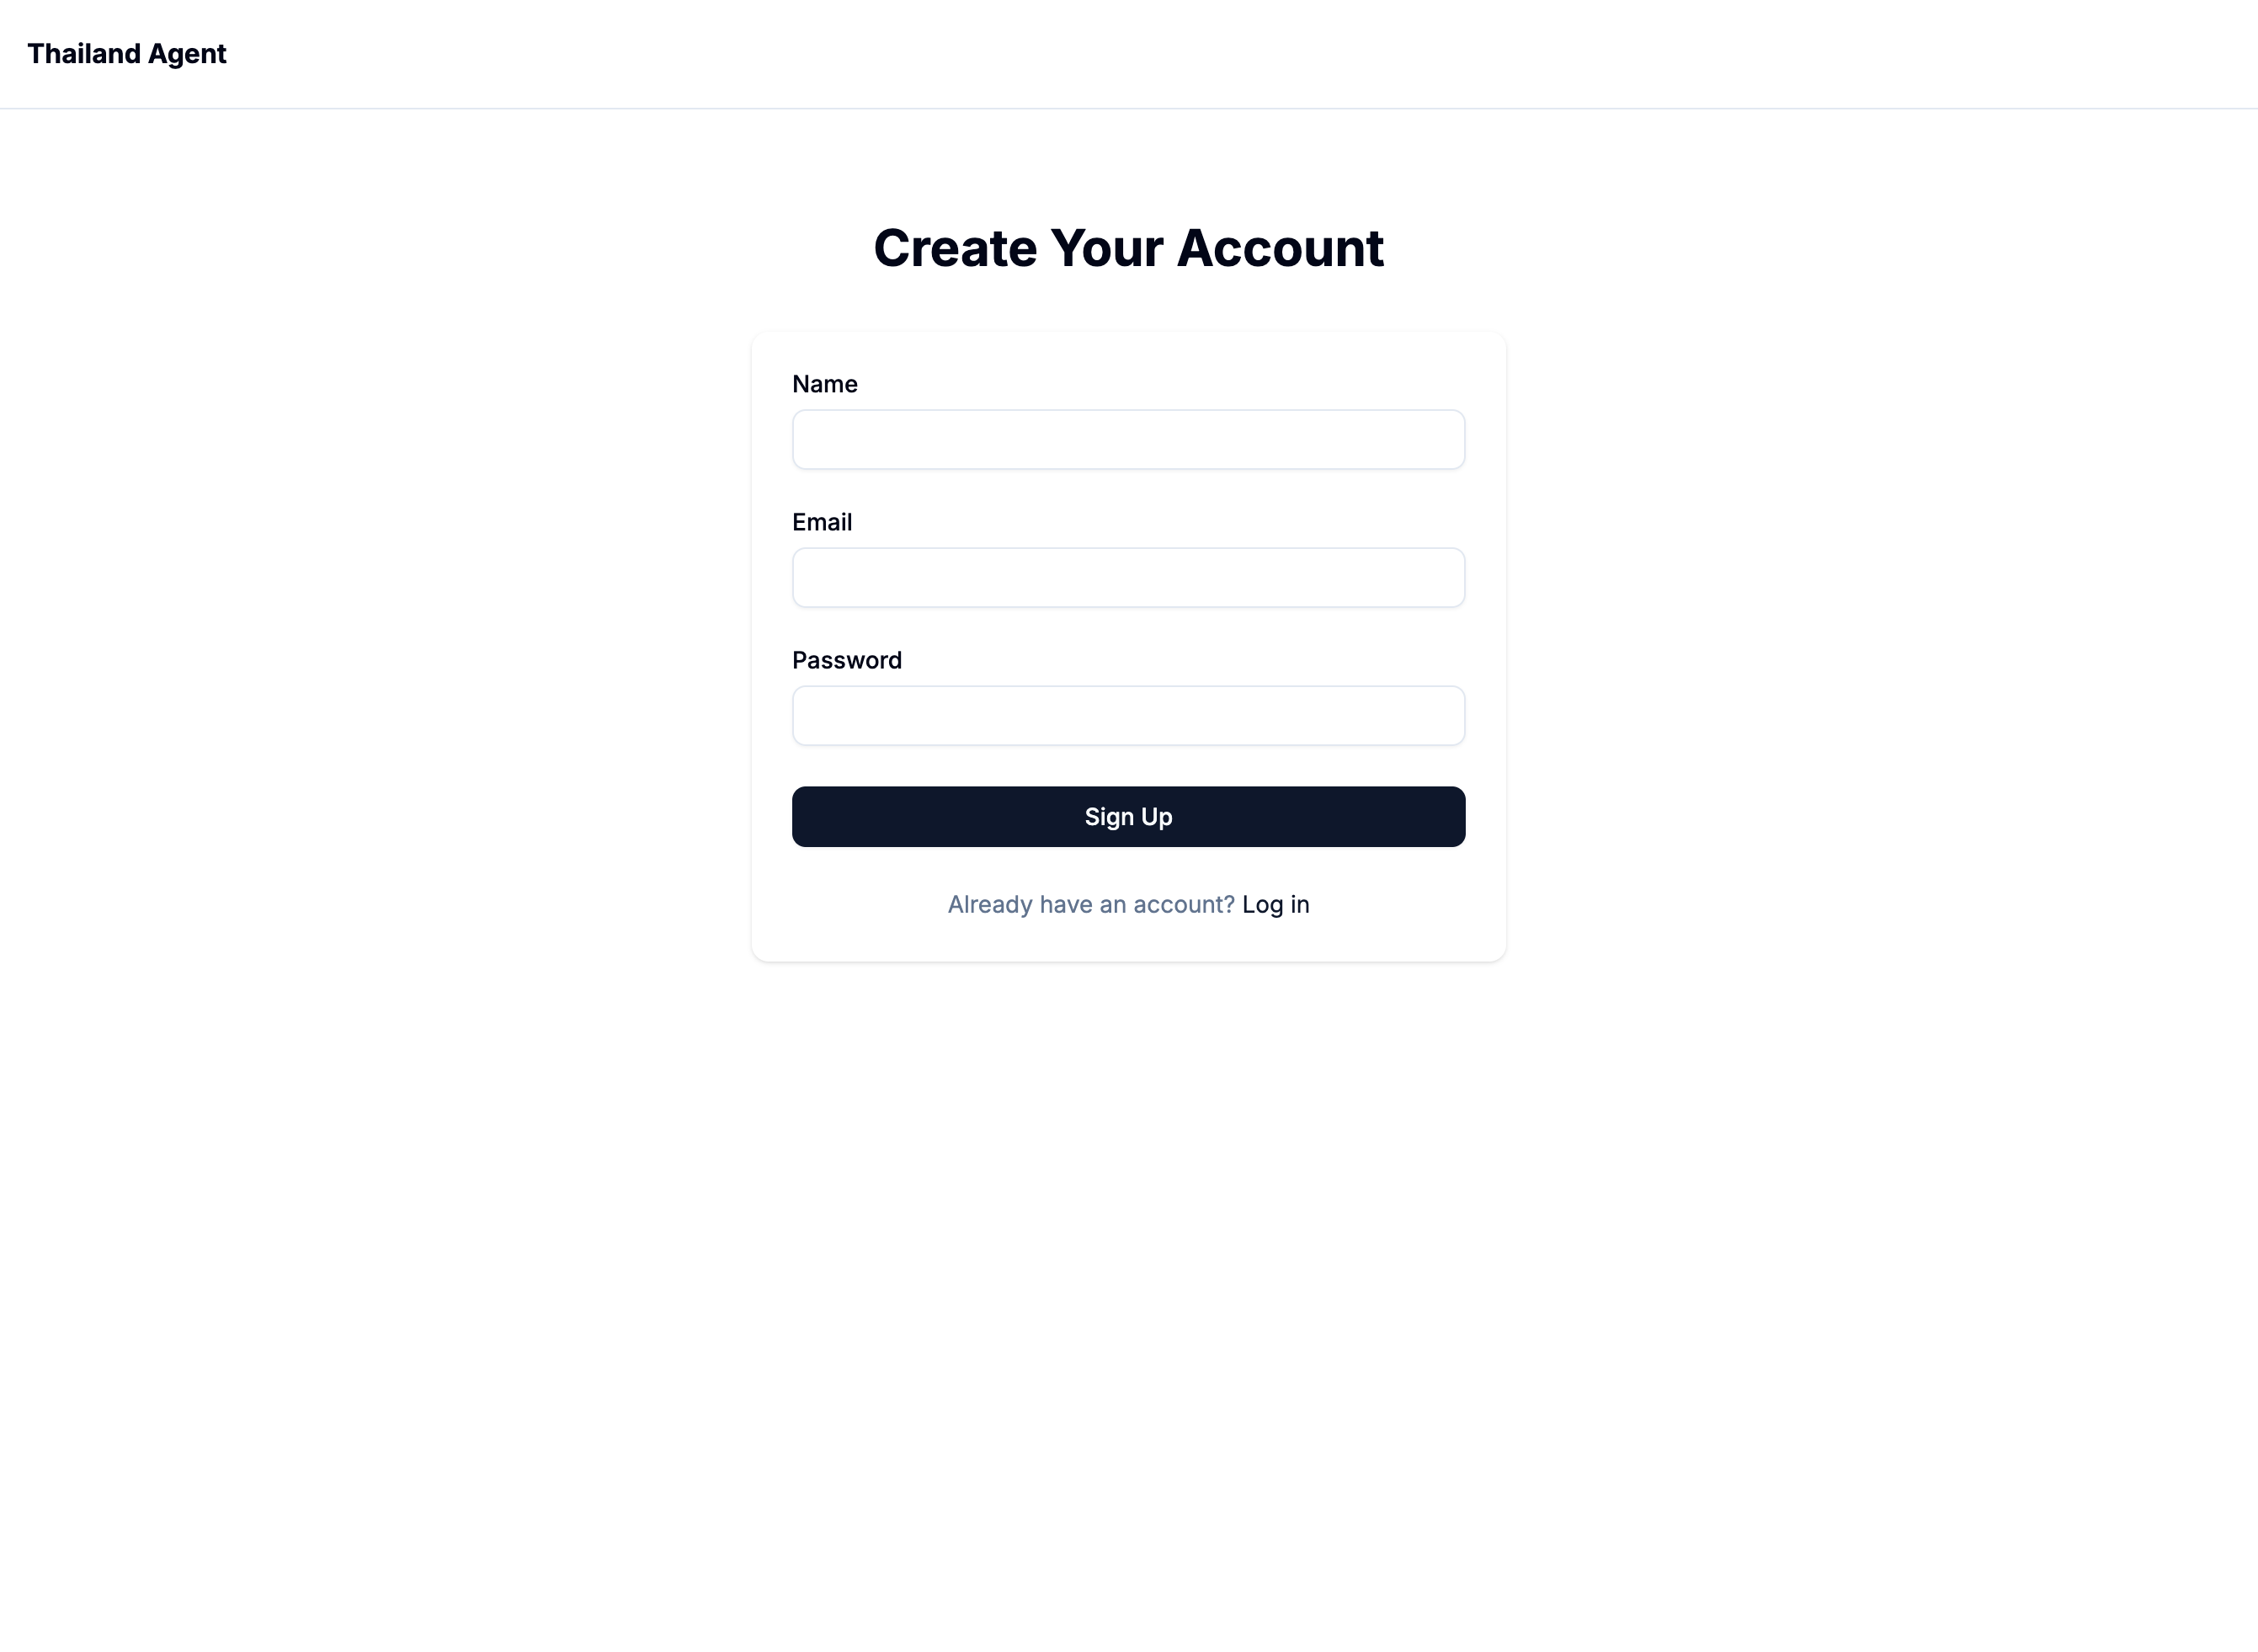 Thailand Agent
Create Your Account
Name
Email
Password
Sign Up
Already have an account? Log in